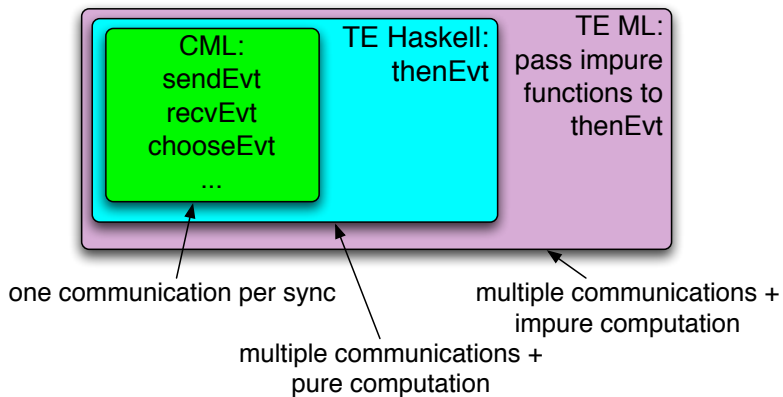 CML:
sendEvt
recvEvt
chooseEvt
...
TE Haskell:
thenEvt
TE ML:
pass impure
functions to
thenEvt
one communication per sync
multiple communications +
pure computation
multiple communications +
impure computation